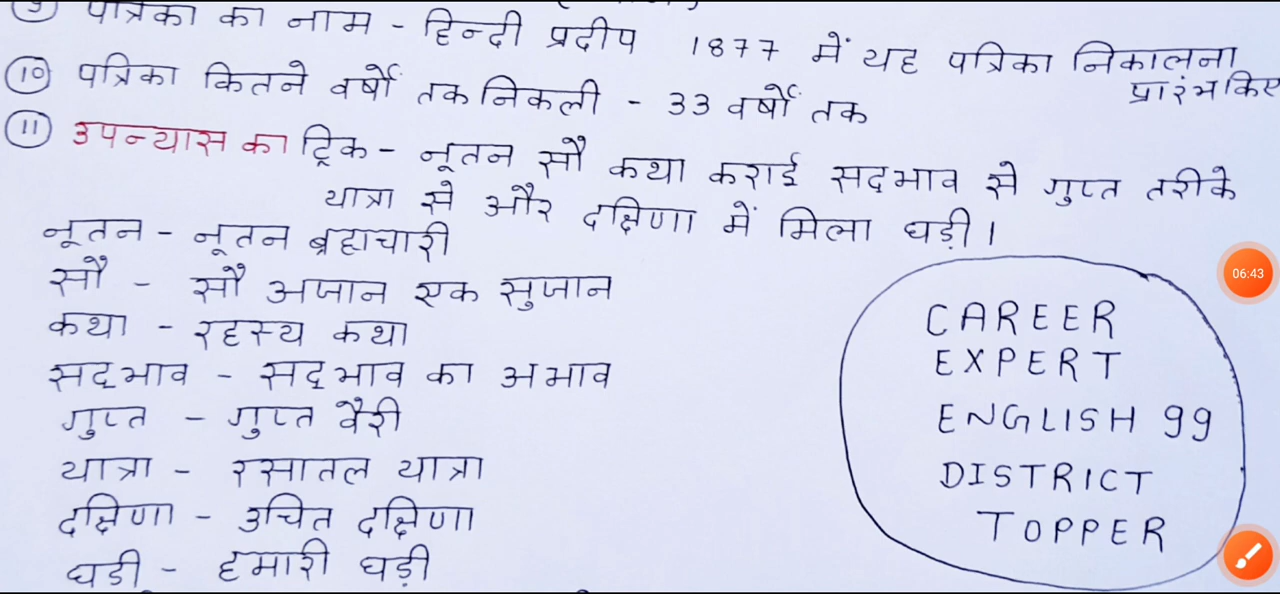 9 पत्रिका का नाम - हिन्दी प्रदीप 1877 में यह पत्रिका निकालना
प्रारंभ किए
10 पत्रिका कितने वर्षों तक निकली - 33 वर्षों तक
11 उपन्यास का ट्रिक - नूतन सौ कथा कराई सदभाव से गुप्त तरीके
यात्रा से और दक्षिणा में मिला घड़ी।
नूतन - नूतन ब्रह्मचारी
सौ - सौ अजान एक सुजान
कथा - रहस्य कथा
सदभाव - सदभाव का अभाव
गुप्त - गुप्त वैरी
यात्रा - रसातल यात्रा
दक्षिणा - उचित दक्षिणा
घड़ी - हमारी घड़ी
CAREER
EXPERT
ENGLISH 99
DISTRICT
TOPPER
06:43